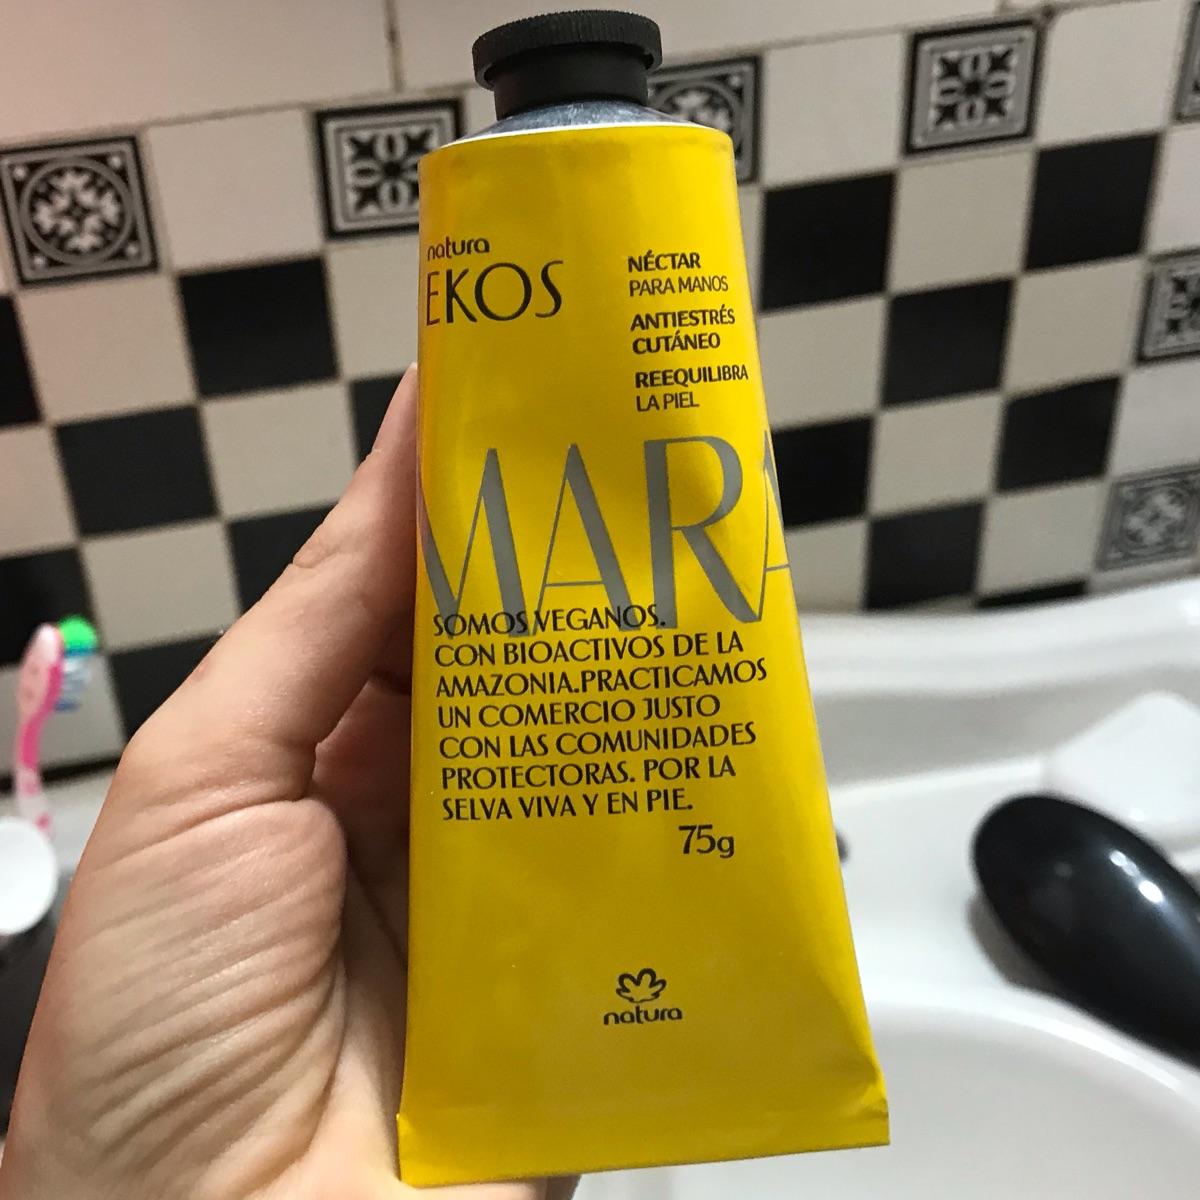 natura
EKOS
NÉCTAR
PARA MANOS
ANTIESTRÉS
CUTÁNEO
REEQUILIBRA
LA PIEL
MARA
SOMOS VEGANOS.
CON BIOACTIVOS DE LA
AMAZONIA.PRACTICAMOS
UN COMERCIO JUSTO
CON LAS COMUNIDADES
PROTECTORAS. POR LA
SELVA VIVA Y EN PIE.
75g
natura